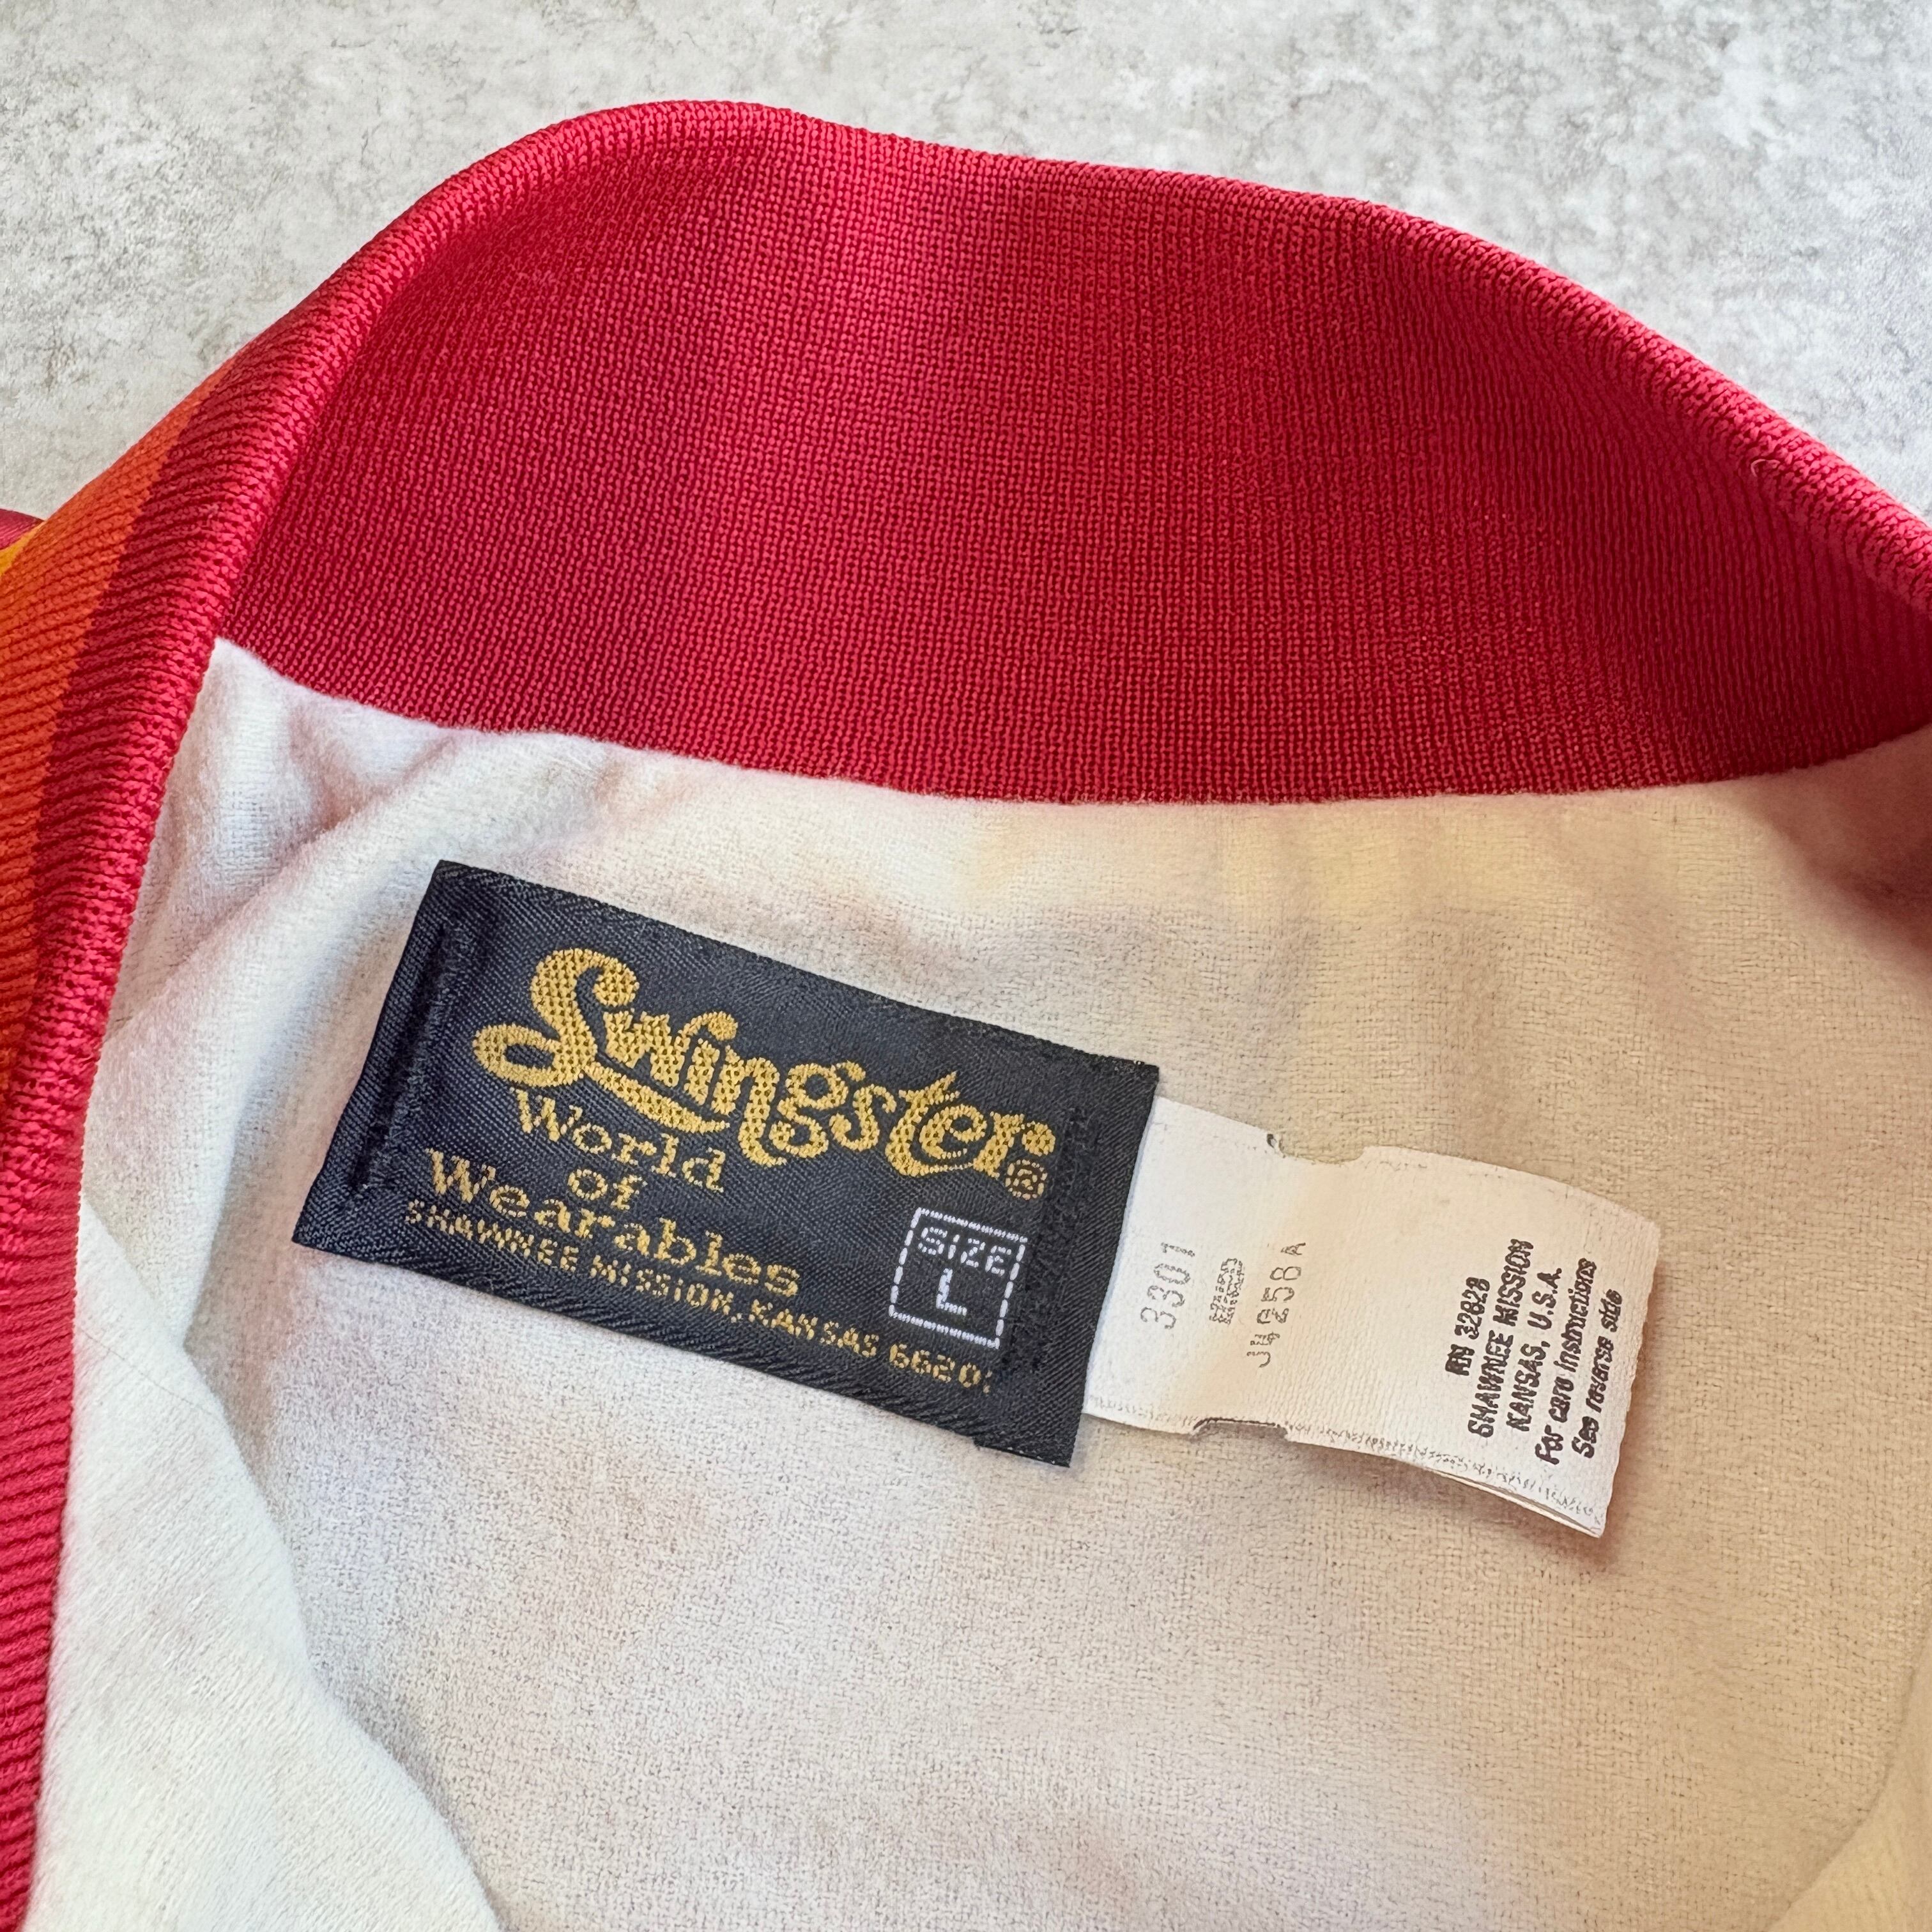 Swingster®
World
of
Wearables
SHAWNEE MISSION, KANSAS 6620
SIZE
L
3301
J4258A
RN 32828
SHAWNEE MISSION
KANSAS, U.S.A.
For care instructions
See reverse side